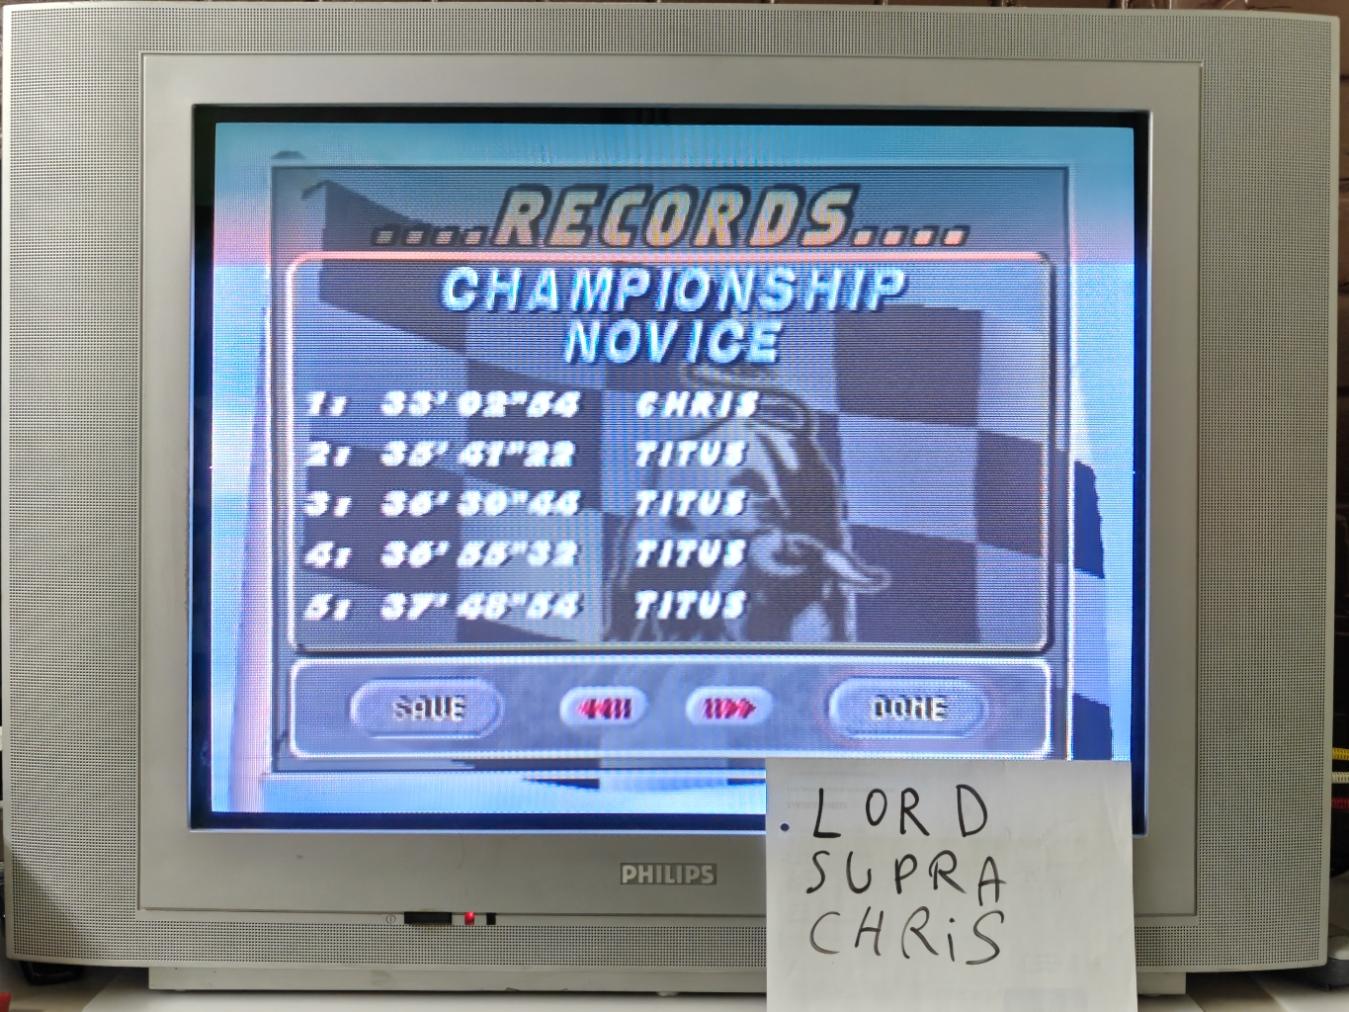 ....RECORDS....
CHAMPIONSHIP
NOVICE
1: 33'02"54 CHRIS
2: 35'41"22 TITUS
3: 36'30"44 TITUS
4: 36'55"32 TITUS
5: 37'48"54 TITUS
SAVE DONE
PHILIPS
LORD
SUPRA
CHRiS